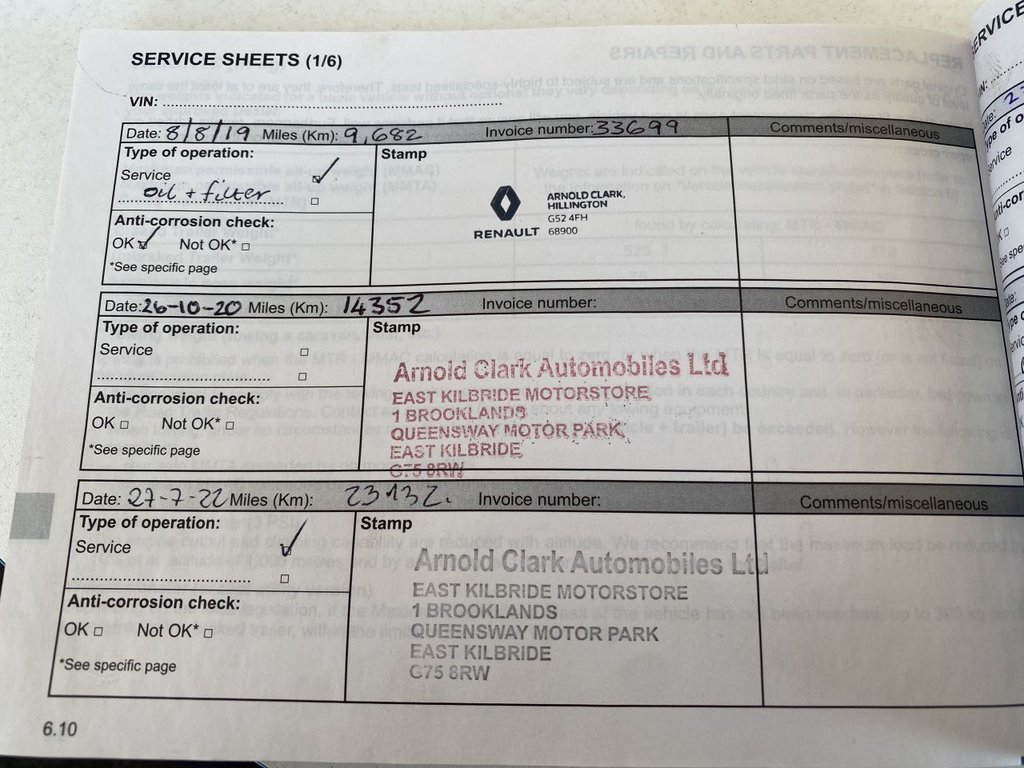 SERVICE SHEETS (1/6)
VIN:
Date: 8/8/19 Miles (Km): 9,682 Invoice number: 33699 Comments/miscellaneous
Type of operation:
Service
oil + filter
Anti-corrosion check:
OK Not OK*
*See specific page
Stamp
RENAULT
ARNOLD CLARK,
HILLINGTON
G52 4FH
68900
Date: 26-10-20 Miles (Km): 14352 Invoice number: Comments/miscellaneous
Type of operation:
Service
Anti-corrosion check:
OK Not OK*
*See specific page
Stamp
Arnold Clark Automobiles Ltd
EAST KILBRIDE MOTORSTORE
1 BROOKLANDS
QUEENSWAY MOTOR PARK
EAST KILBRIDE
G75 8RW
Date: 27-7-22 Miles (Km): 23132. Invoice number: Comments/miscellaneous
Type of operation:
Service
Anti-corrosion check:
OK Not OK*
*See specific page
Stamp
Arnold Clark Automobiles Ltd
EAST KILBRIDE MOTORSTORE
1 BROOKLANDS
QUEENSWAY MOTOR PARK
EAST KILBRIDE
G75 8RW
6.10